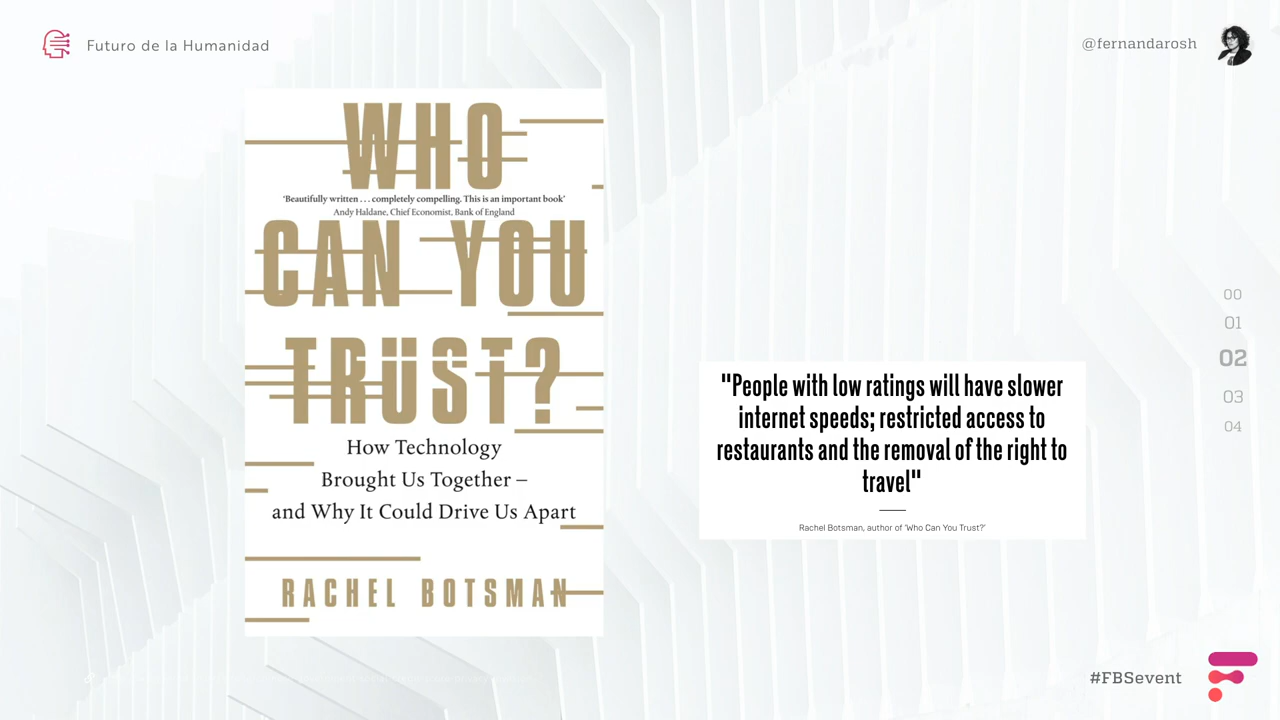 Futuro de la Humanidad
@fernandarosh
WHO
'Beautifully written . . . completely compelling. This is an important book'
Andy Haldane, Chief Economist, Bank of England
CAN YOU
TRUST?
How Technology
Brought Us Together –
and Why It Could Drive Us Apart
RACHEL BOTSMAN
"People with low ratings will have slower
internet speeds; restricted access to
restaurants and the removal of the right to
travel"
Rachel Botsman, author of 'Who Can You Trust?'
00
01
02
03
04
#FBSevent